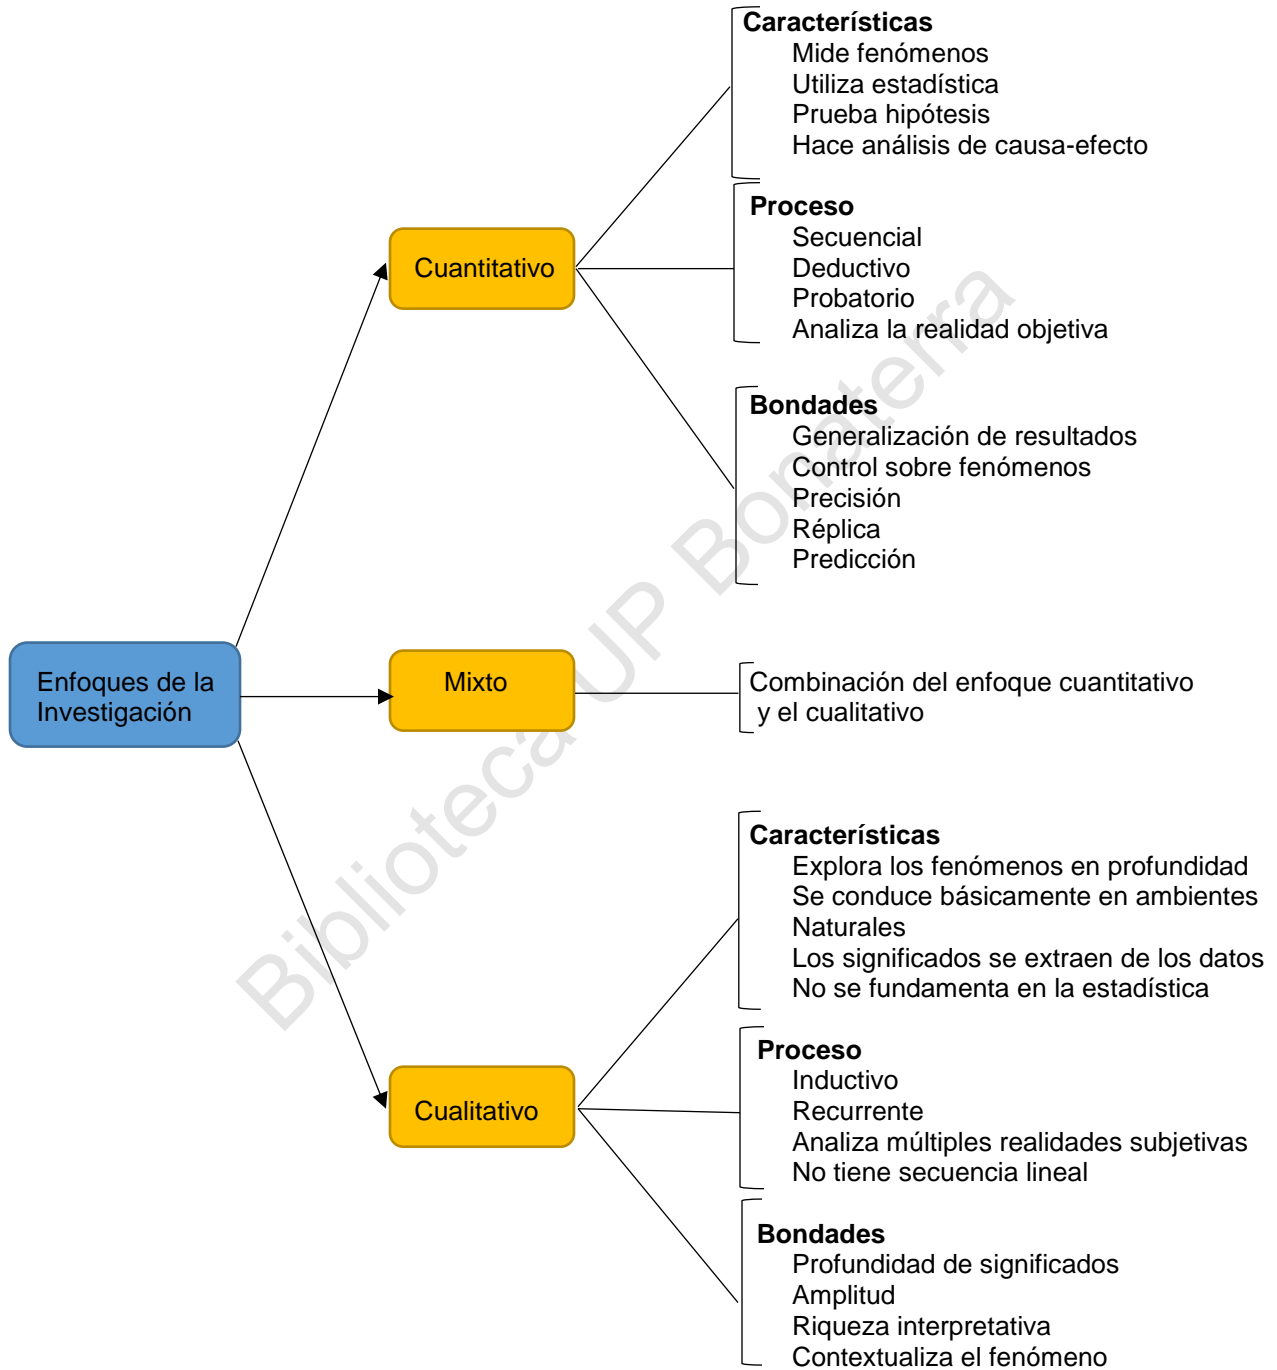 Características
Mide fenómenos
Utiliza estadística
Prueba hipótesis
Hace análisis de causa-efecto
Proceso
Secuencial
Deductivo
Probatorio
Analiza la realidad objetiva
Cuantitativo
Bondades
Generalización de resultados
Control sobre fenómenos
Precisión
Réplica
Predicción
Enfoques de la
Investigación
Mixto
Combinación del enfoque cuantitativo
y el cualitativo
Características
Explora los fenómenos en profundidad
Se conduce básicamente en ambientes
Naturales
Los significados se extraen de los datos
No se fundamenta en la estadística
Proceso
Inductivo
Recurrente
Analiza múltiples realidades subjetivas
No tiene secuencia lineal
Cualitativo
Bondades
Profundidad de significados
Amplitud
Riqueza interpretativa
Contextualiza el fenómeno
Biblioteca UP Bonaterra